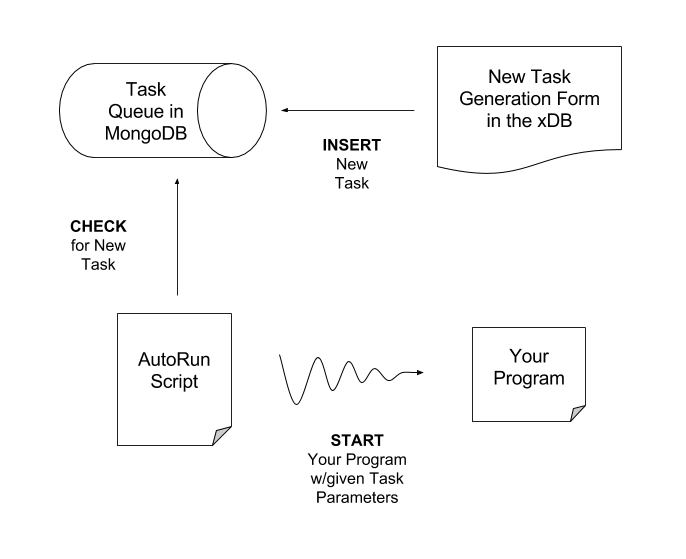 Task
Queue in
MongoDB
New Task
Generation Form
in the xDB
INSERT
New
Task
CHECK
for New
Task
AutoRun
Script
Your
Program
START
Your Program
w/given Task
Parameters